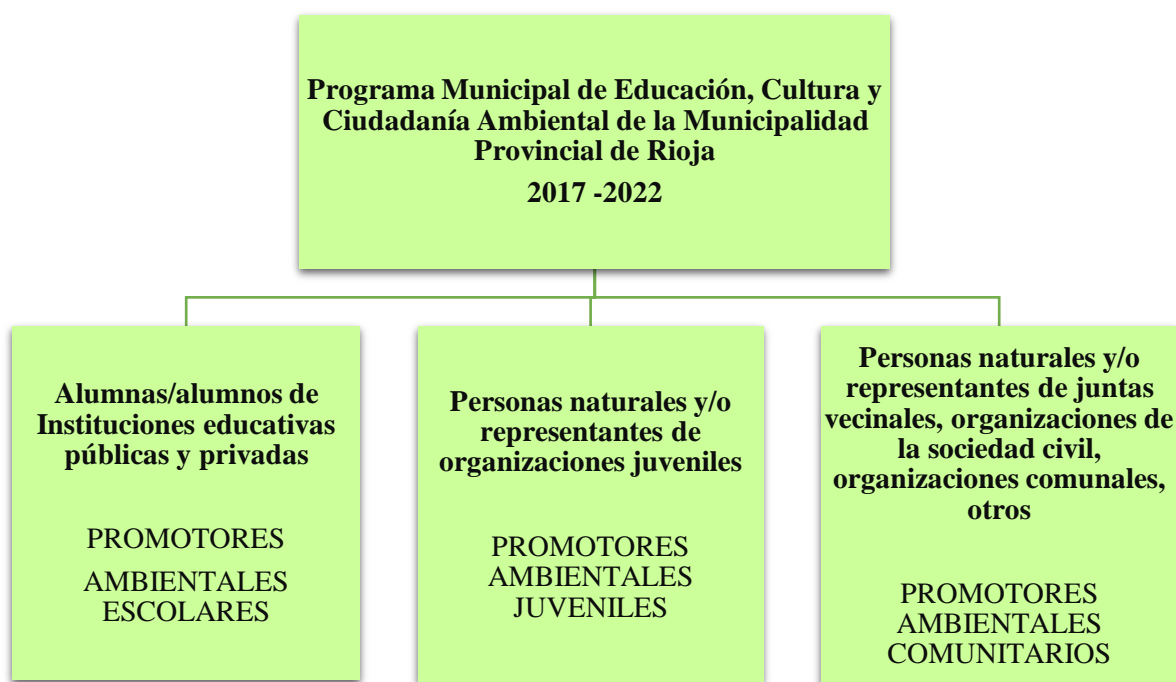 Programa Municipal de Educación, Cultura y
Ciudadanía Ambiental de la Municipalidad
Provincial de Rioja
2017 -2022
Alumnas/alumnos de
Instituciones educativas
públicas y privadas
PROMOTORES
AMBIENTALES
ESCOLARES
Personas naturales y/o
representantes de
organizaciones juveniles
PROMOTORES
AMBIENTALES
JUVENILES
Personas naturales y/o
representantes de juntas
vecinales, organizaciones de
la sociedad civil,
organizaciones comunales,
otros
PROMOTORES
AMBIENTALES
COMUNITARIOS